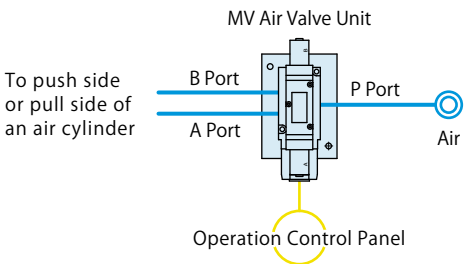 MV Air Valve Unit
To push side
or pull side of
an air cylinder
B Port
A Port
P Port
Air
Operation Control Panel